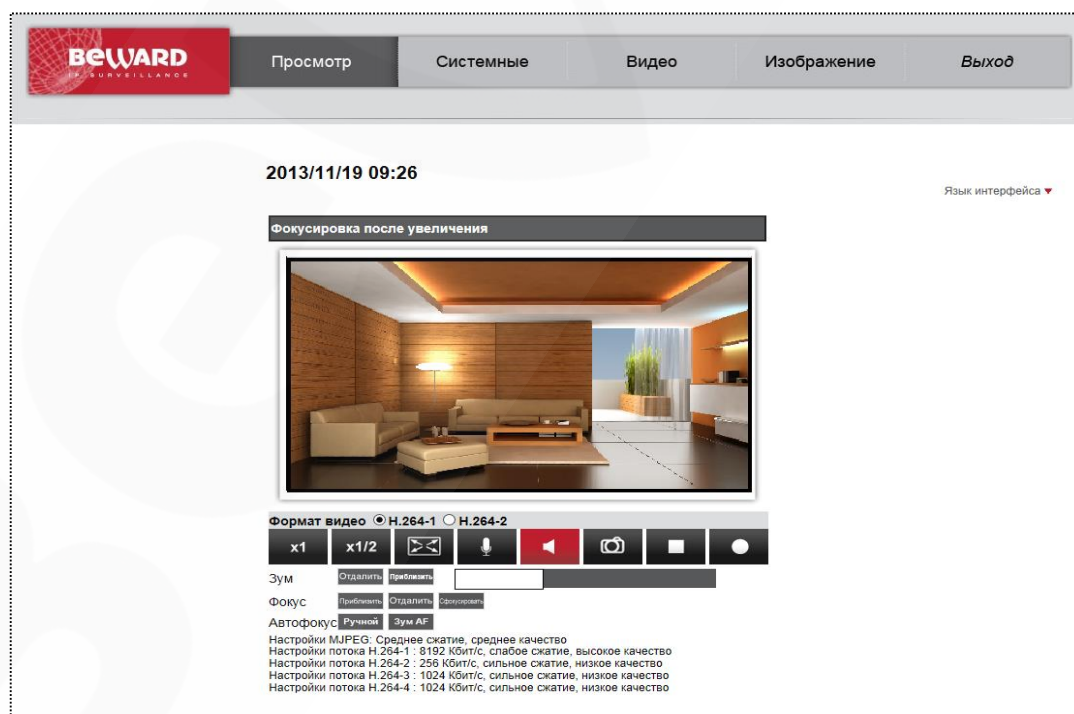 BEWARD
IP SURVEILLANCE
Просмотр Системные Видео Изображение Выход
2013/11/19 09:26
Язык интерфейса
Фокусировка после увеличения
Формат видео H.264-1 H.264-2
x1 x1/2
Зум Отдалить Приблизить
Фокус Приблизить Отдалить Сфокусировать
Автофокус Ручной Зум AF
Настройки MJPEG: Среднее сжатие, среднее качество
Настройки потока H.264-1 : 8192 Кбит/с, слабое сжатие, высокое качество
Настройки потока H.264-2 : 256 Кбит/с, сильное сжатие, низкое качество
Настройки потока H.264-3 : 1024 Кбит/с, сильное сжатие, низкое качество
Настройки потока H.264-4 : 1024 Кбит/с, сильное сжатие, низкое качество